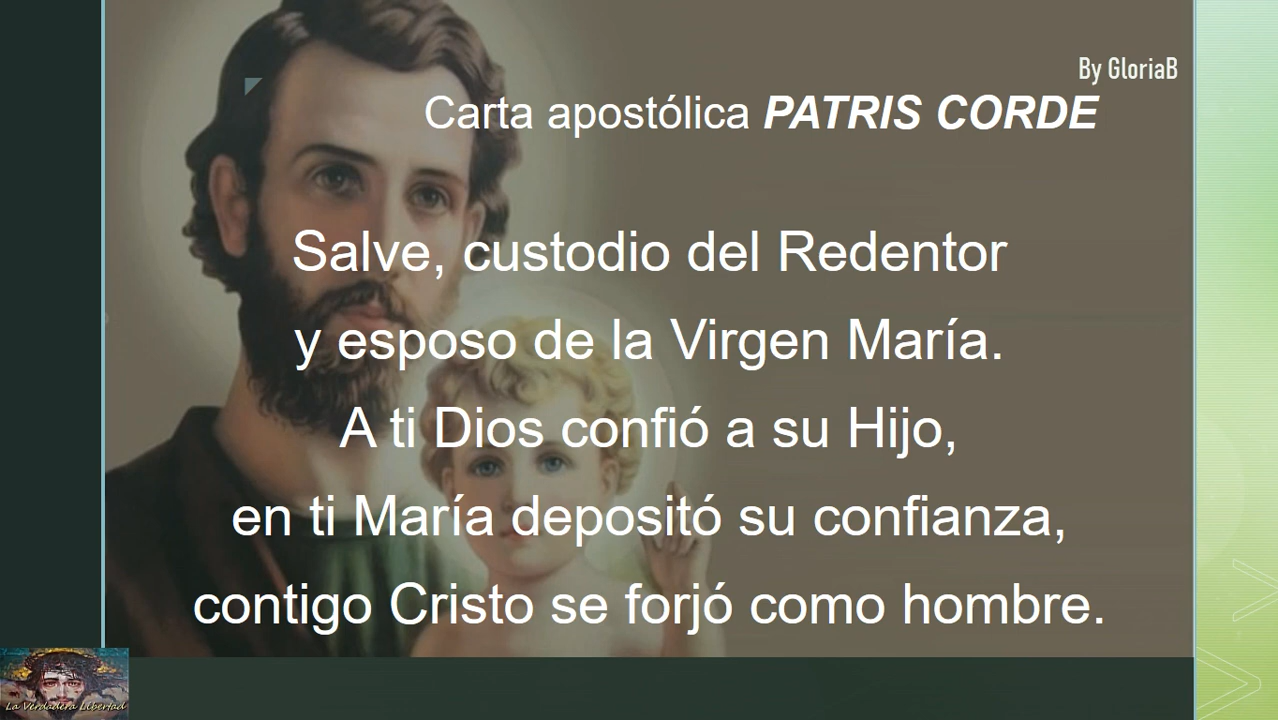 By GloriaB
Carta apostólica PATRIS CORDE
Salve, custodio del Redentor
y esposo de la Virgen María.
A ti Dios confió a su Hijo,
en ti María depositó su confianza,
contigo Cristo se forjó como hombre.
La Verdadera Libertad